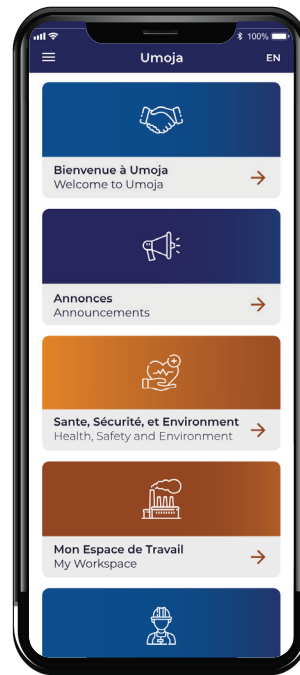 100%
Umoja
EN
Bienvenue à Umoja
Welcome to Umoja
Annonces
Announcements
Sante, Sécurité, et Environment
Health, Safety and Environment
Mon Espace de Travail
My Workspace